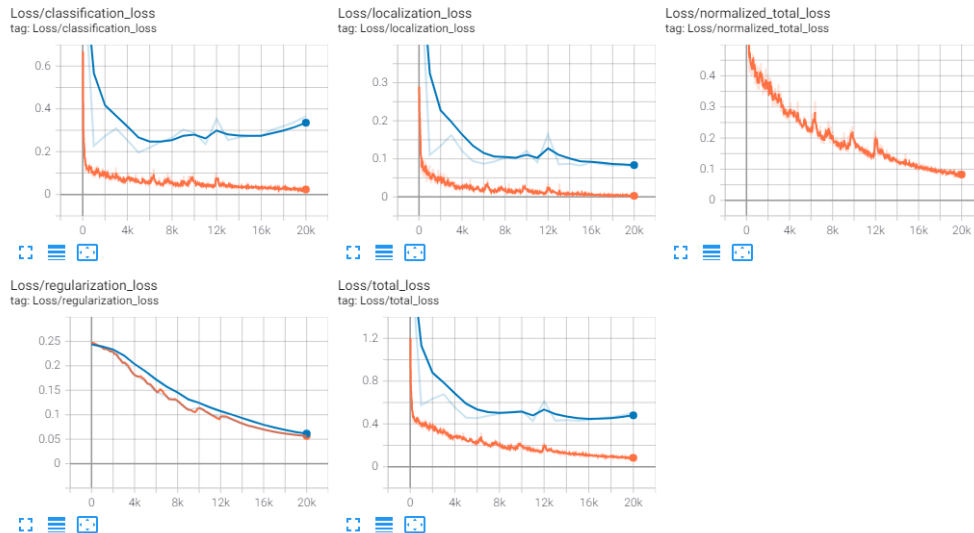 Loss/classification_loss
tag: Loss/classification_loss
0.6
0.4
0.2
0
0 4k 8k 12k 16k 20k
Loss/localization_loss
tag: Loss/localization_loss
0.3
0.2
0.1
0
0 4k 8k 12k 16k 20k
Loss/normalized_total_loss
tag: Loss/normalized_total_loss
0.4
0.3
0.2
0.1
0
0 4k 8k 12k 16k 20k
Loss/regularization_loss
tag: Loss/regularization_loss
0.25
0.2
0.15
0.1
0.05
0
0 4k 8k 12k 16k 20k
Loss/total_loss
tag: Loss/total_loss
1.2
0.8
0.4
0
0 4k 8k 12k 16k 20k